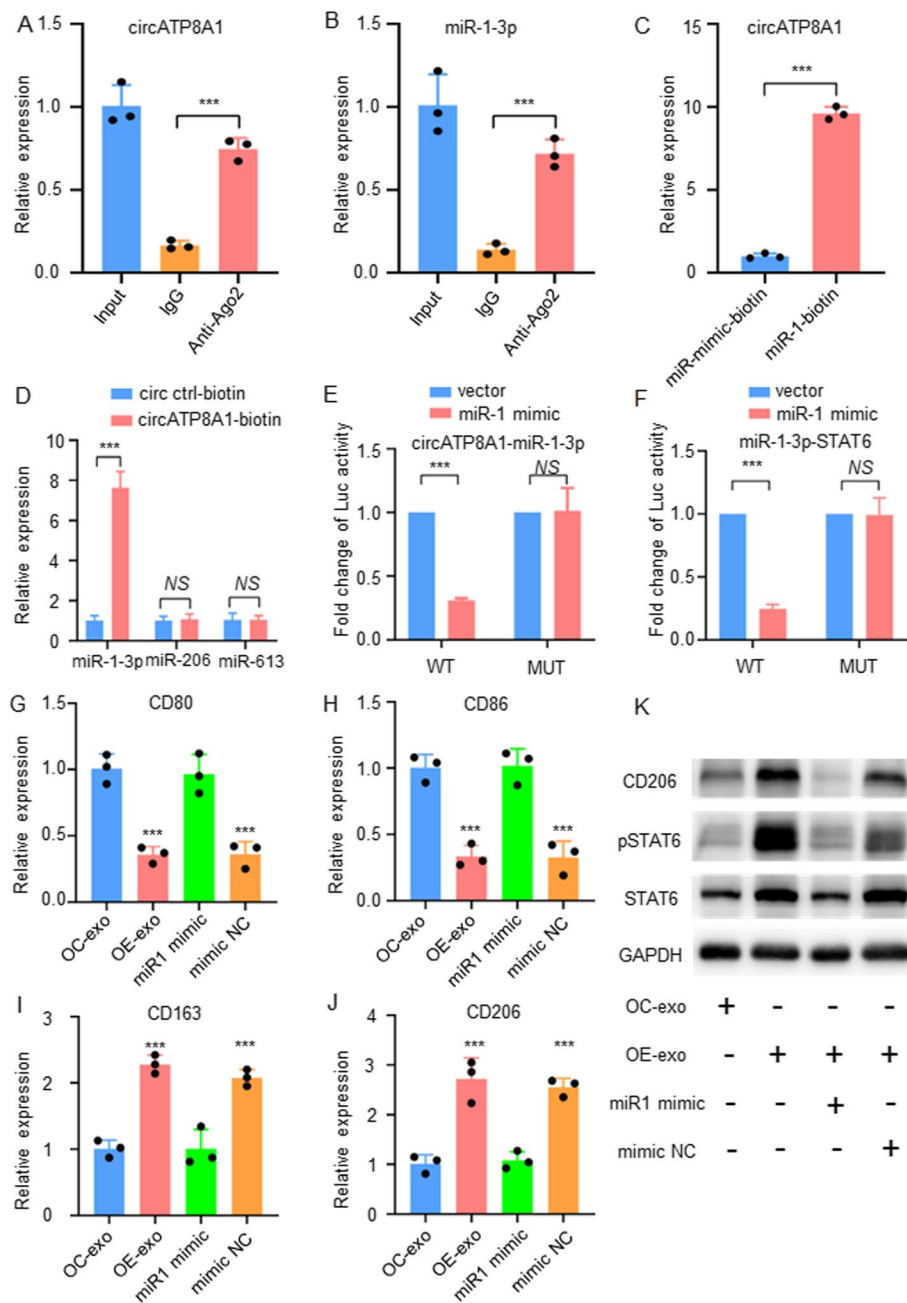 A
circATP8A1
Relative expression
1.5
1.0
0.5
0.0
***
Input
IgG
Anti-Ago2
B
miR-1-3p
Relative expression
1.5
1.0
0.5
0.0
***
Input
IgG
Anti-Ago2
C
circATP8A1
Relative expression
15
10
5
0
***
miR-mimic-biotin
miR-1-biotin
D
circ ctrl-biotin
circATP8A1-biotin
Relative expression
10
8
6
4
2
0
***
NS
NS
miR-1-3p
miR-206
miR-613
E
vector
miR-1 mimic
circATP8A1-miR-1-3p
Fold change of Luc activity
1.5
1.0
0.5
0.0
***
NS
WT
MUT
F
vector
miR-1 mimic
miR-1-3p-STAT6
Fold change of Luc activity
1.5
1.0
0.5
0.0
***
NS
WT
MUT
G
CD80
Relative expression
1.5
1.0
0.5
0.0
***
***
OC-exo
OE-exo
miR1 mimic
mimic NC
H
CD86
Relative expression
1.5
1.0
0.5
0.0
***
***
OC-exo
OE-exo
miR1 mimic
mimic NC
I
CD163
Relative expression
3
2
1
0
***
***
OC-exo
OE-exo
miR1 mimic
mimic NC
J
CD206
Relative expression
4
3
2
1
0
***
***
OC-exo
OE-exo
miR1 mimic
mimic NC
K
CD206
pSTAT6
STAT6
GAPDH
OC-exo + - - -
OE-exo - + + +
miR1 mimic - - + -
mimic NC - - - +